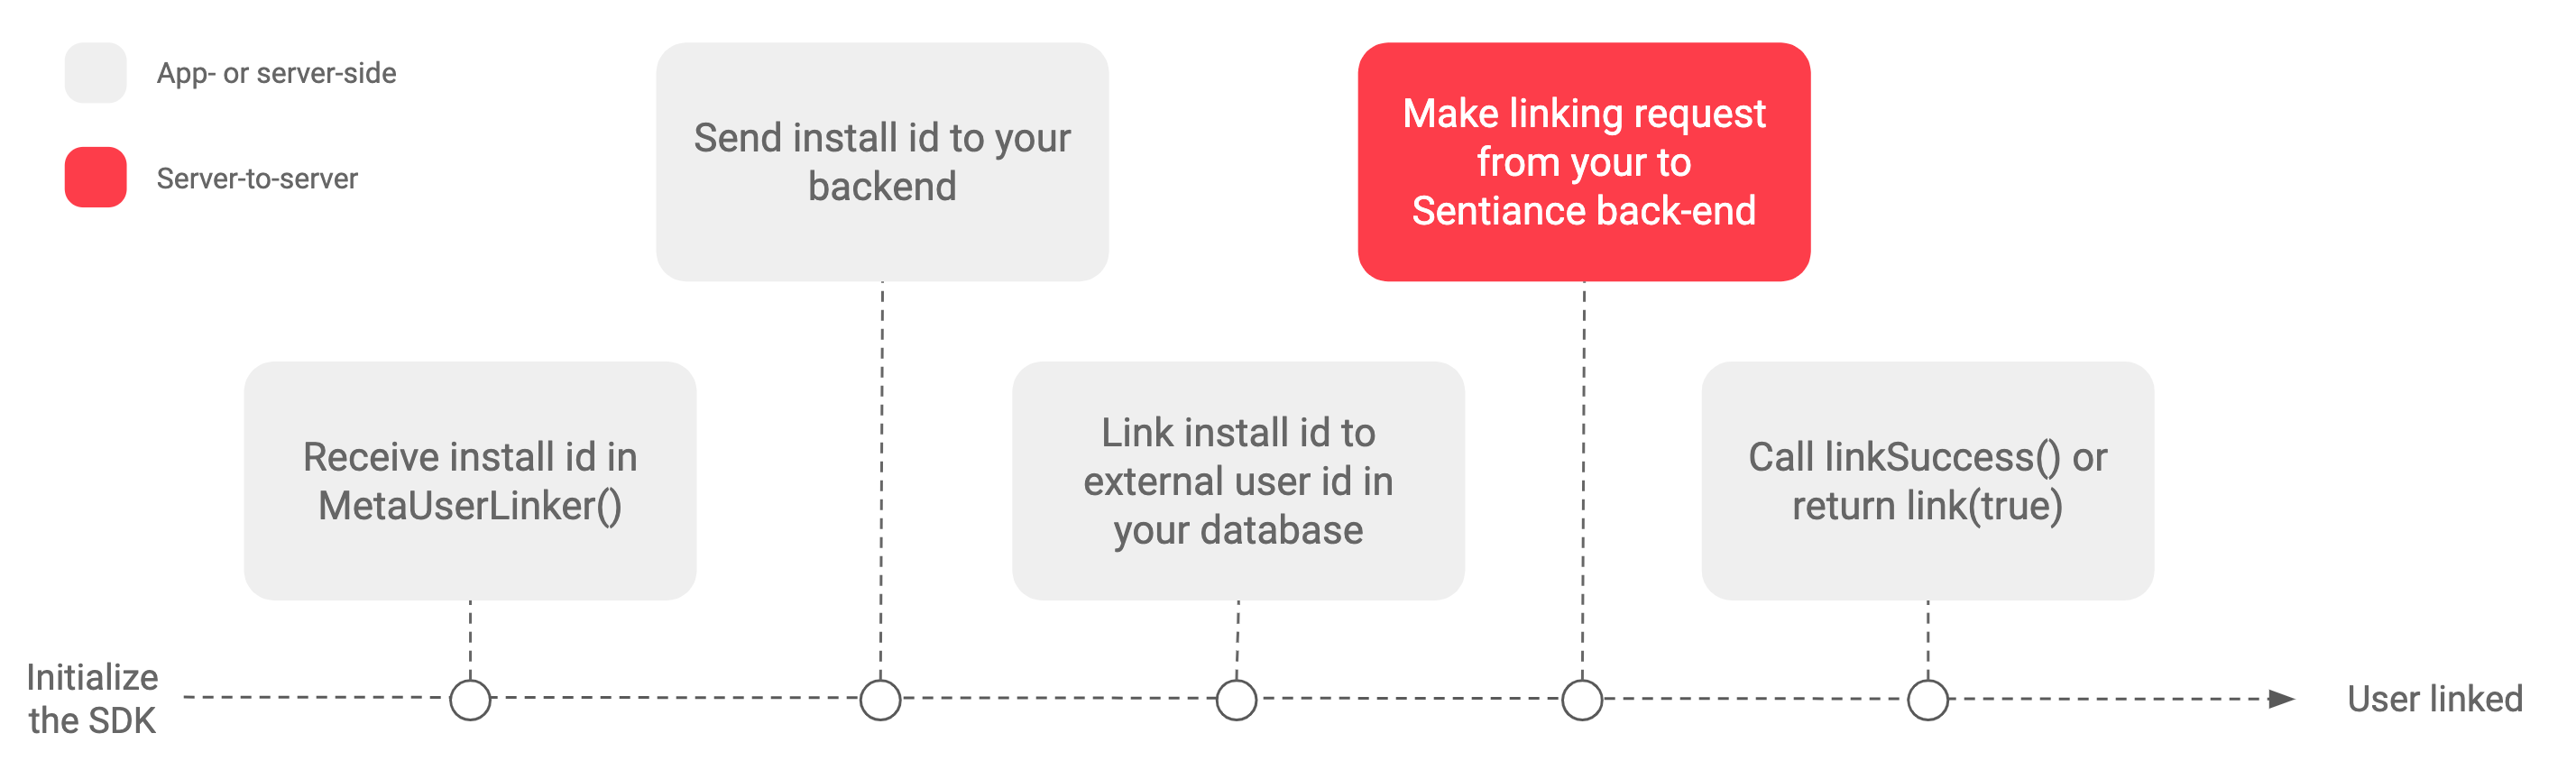 App- or server-side
Server-to-server
Send install id to your
backend
Make linking request
from your to
Sentiance back-end
Receive install id in
MetaUserLinker()
Link install id to
external user id in
your database
Call linkSuccess() or
return link(true)
Initialize
the SDK
User linked